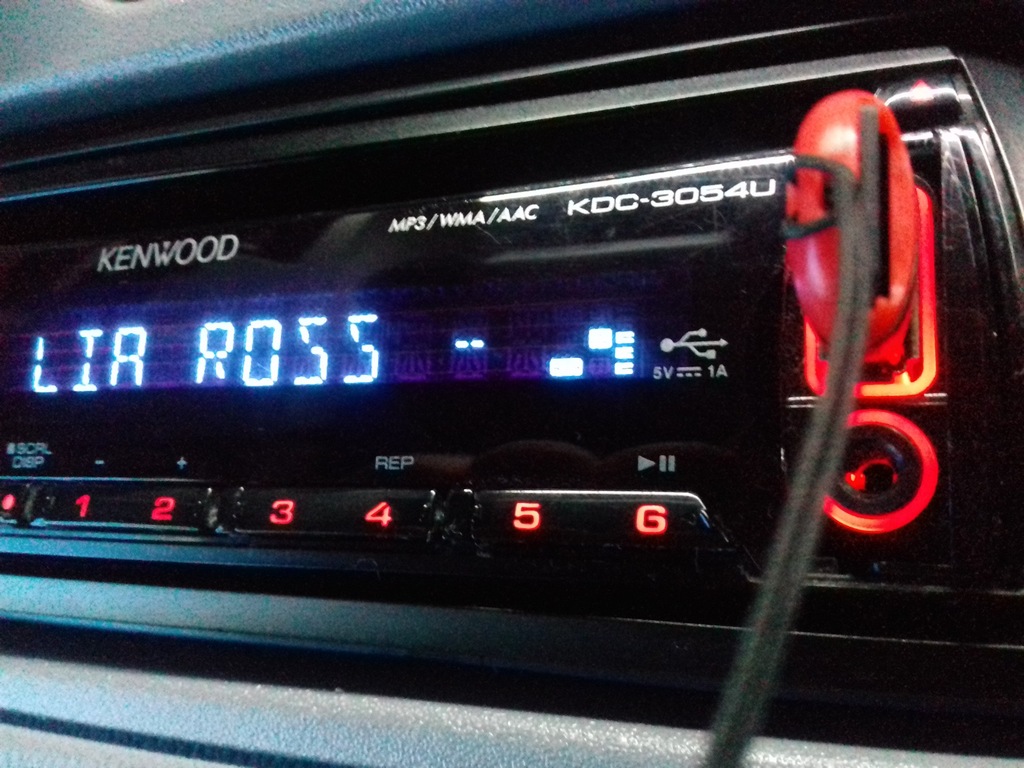 MP3/WMA/AAC KDC-3054U
KENWOOD
LIA ROSS -
5V 1A
SCRL
DISP - + REP
1 2 3 4 5 6